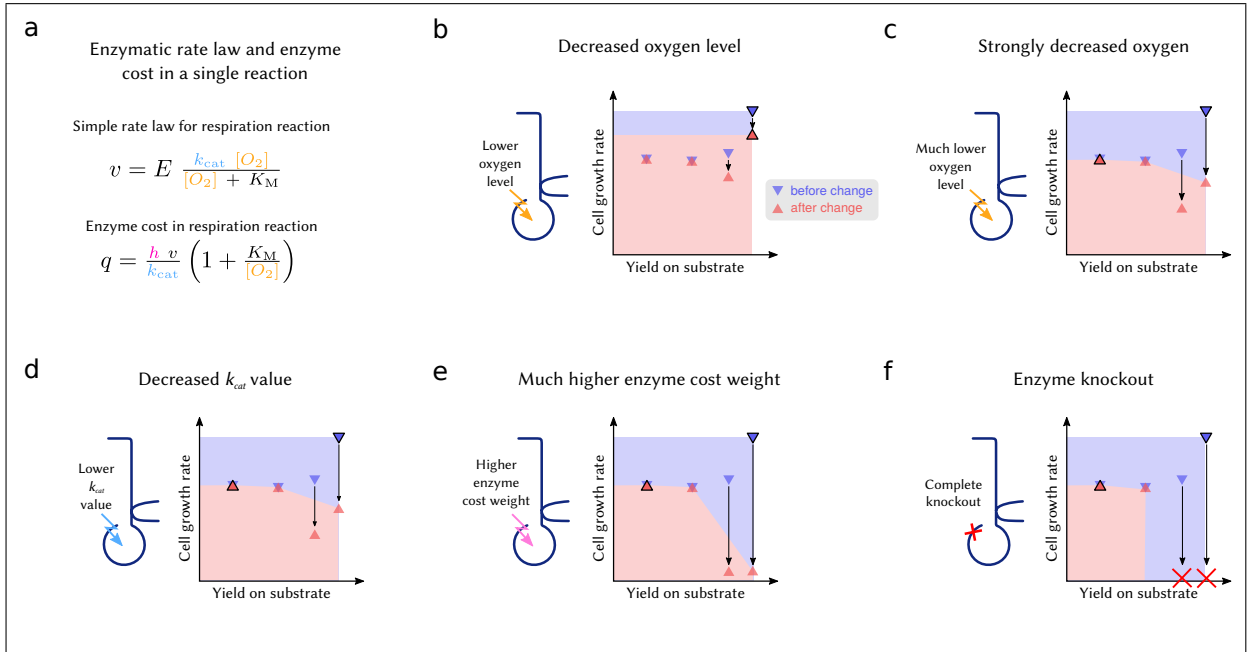 a
Enzymatic rate law and enzyme
cost in a single reaction
Simple rate law for respiration reaction
v = E k_cat [O_2] / ([O_2] + K_M)
Enzyme cost in respiration reaction
q = h v / k_cat (1 + K_M / [O_2])
b
Decreased oxygen level
Lower
oxygen
level
Cell growth rate
Yield on substrate
before change
after change
c
Strongly decreased oxygen
Much lower
oxygen
level
Cell growth rate
Yield on substrate
d
Decreased k_cat value
Lower
k_cat
value
Cell growth rate
Yield on substrate
e
Much higher enzyme cost weight
Higher
enzyme
cost weight
Cell growth rate
Yield on substrate
f
Enzyme knockout
Complete
knockout
Cell growth rate
Yield on substrate